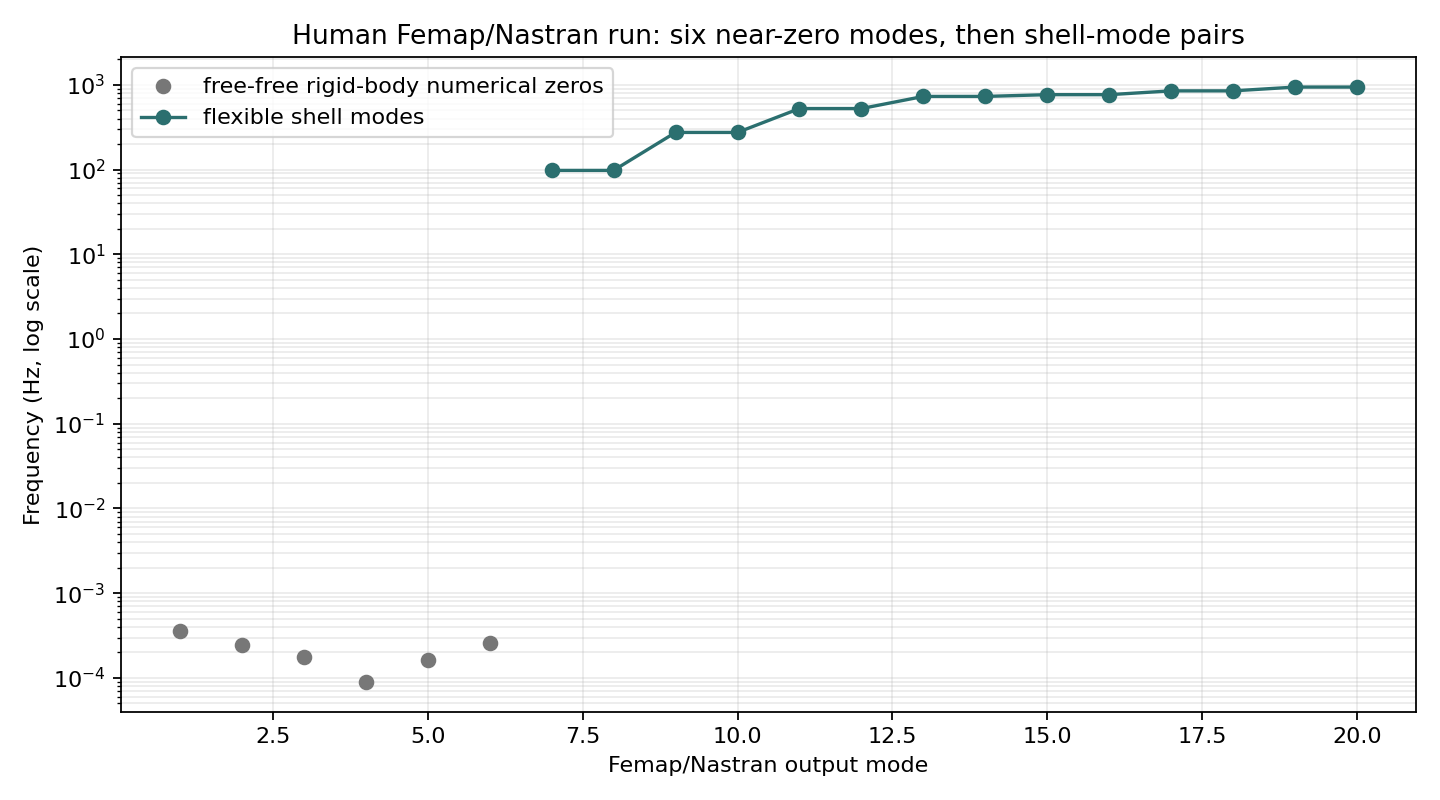 Human Femap/Nastran run: six near-zero modes, then shell-mode pairs
free-free rigid-body numerical zeros
flexible shell modes
Frequency (Hz, log scale)
10³
10²
10¹
10⁰
10⁻¹
10⁻²
10⁻³
10⁻⁴
2.5 5.0 7.5 10.0 12.5 15.0 17.5 20.0
Femap/Nastran output mode